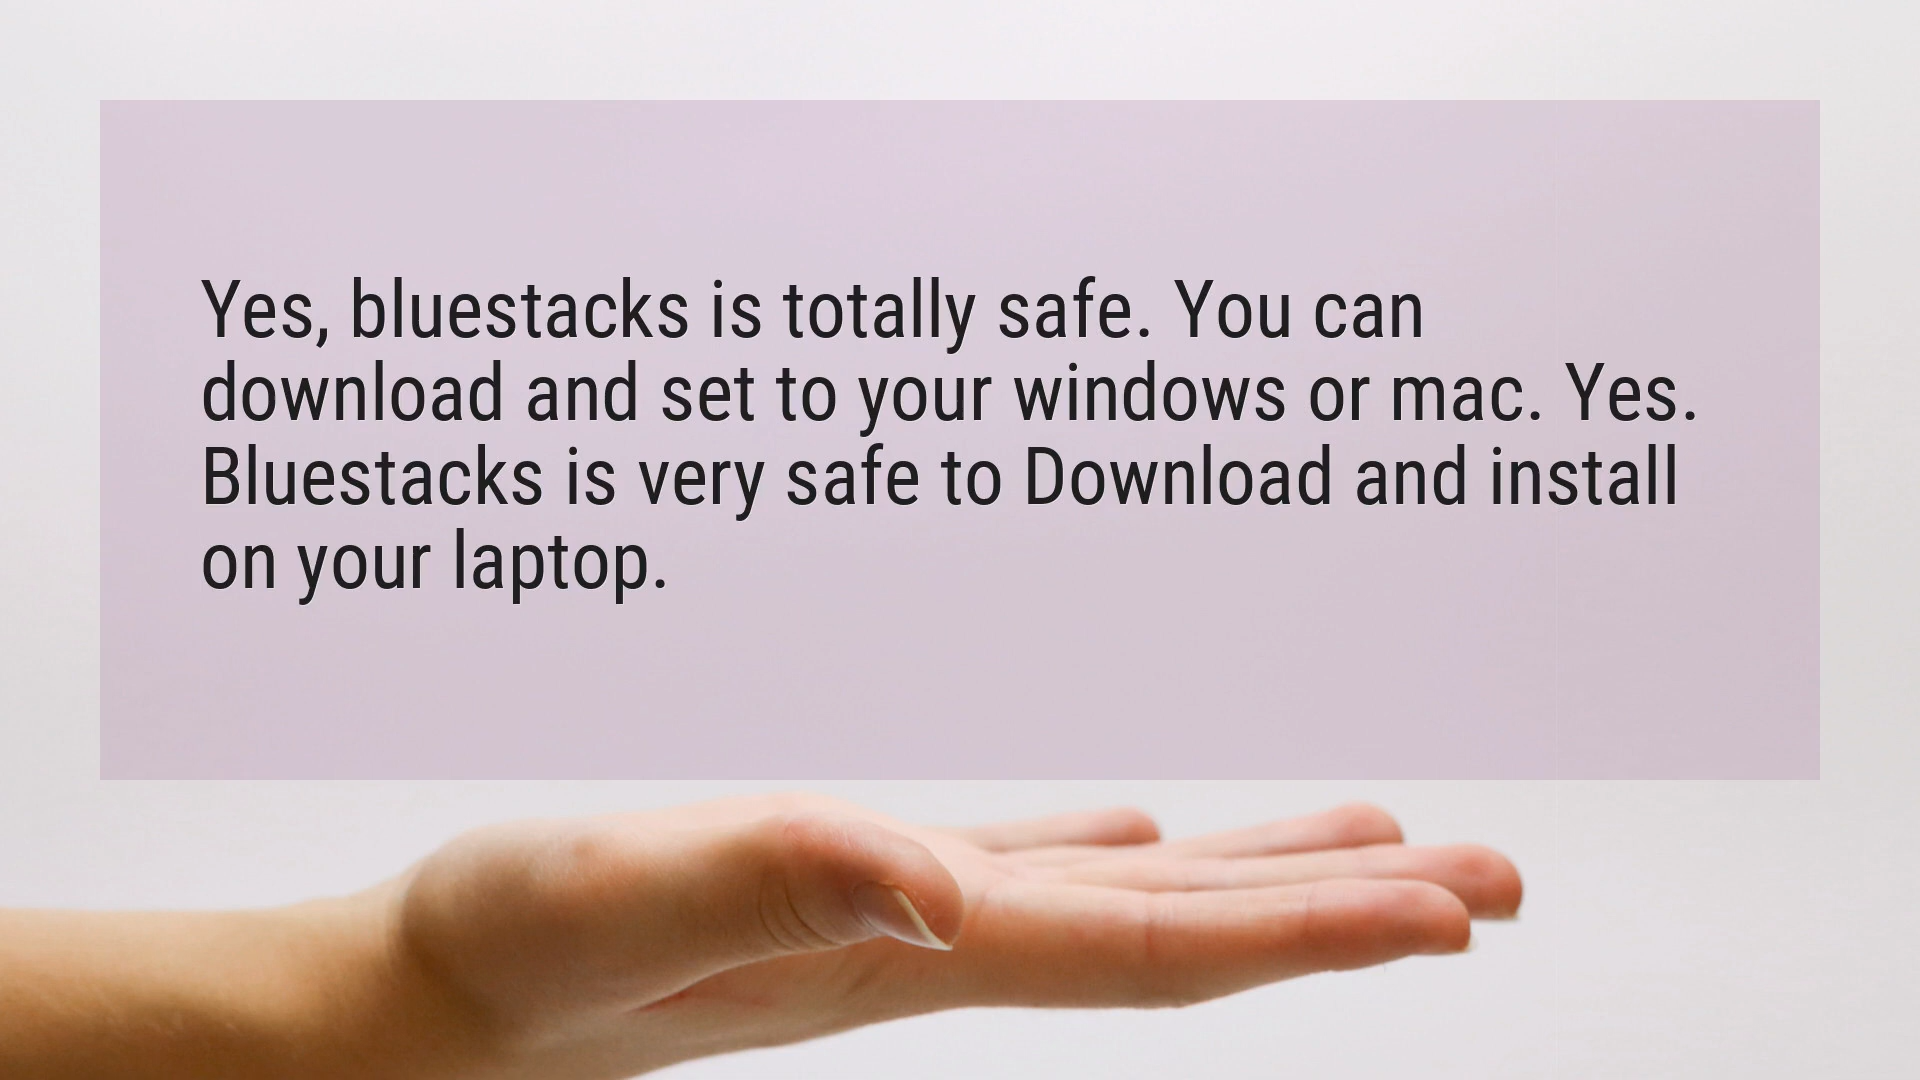 Yes, bluestacks is totally safe. You can
download and set to your windows or mac. Yes.
Bluestacks is very safe to Download and install
on your laptop.